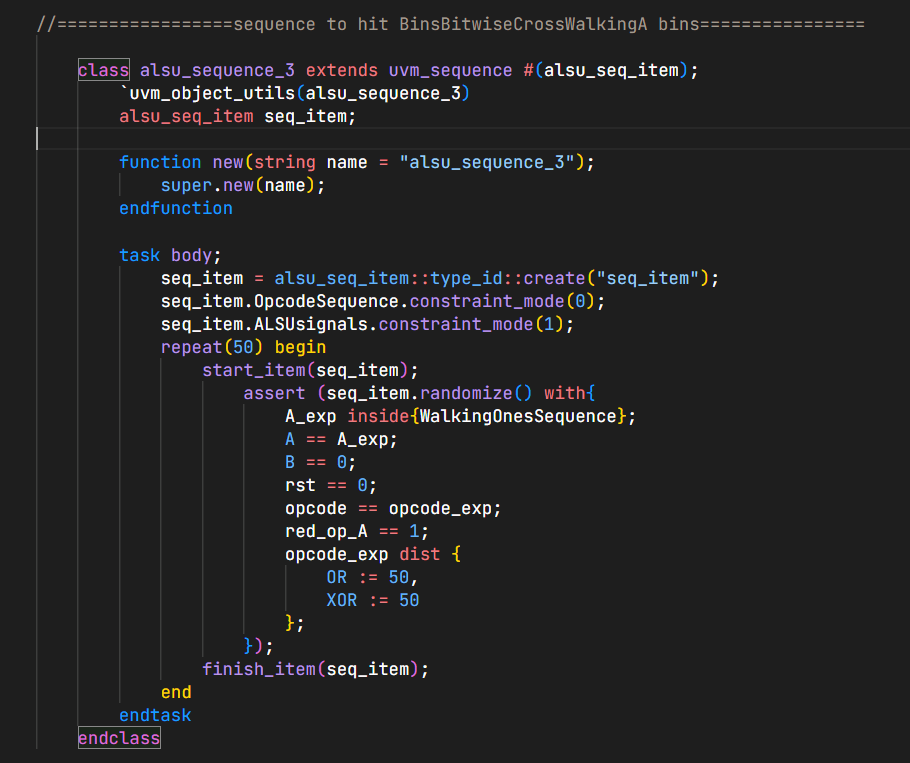 //=================sequence to hit BinsBitwiseCrossWalkingA bins================
class alsu_sequence_3 extends uvm_sequence #(alsu_seq_item);
`uvm_object_utils(alsu_sequence_3)
alsu_seq_item seq_item;
function new(string name = "alsu_sequence_3");
super.new(name);
endfunction
task body;
seq_item = alsu_seq_item::type_id::create("seq_item");
seq_item.OpcodeSequence.constraint_mode(0);
seq_item.ALSUsignals.constraint_mode(1);
repeat(50) begin
start_item(seq_item);
assert (seq_item.randomize() with{
A_exp inside{WalkingOnesSequence};
A == A_exp;
B == 0;
rst == 0;
opcode == opcode_exp;
red_op_A == 1;
opcode_exp dist {
OR := 50,
XOR := 50
};
});
finish_item(seq_item);
end
endtask
endclass